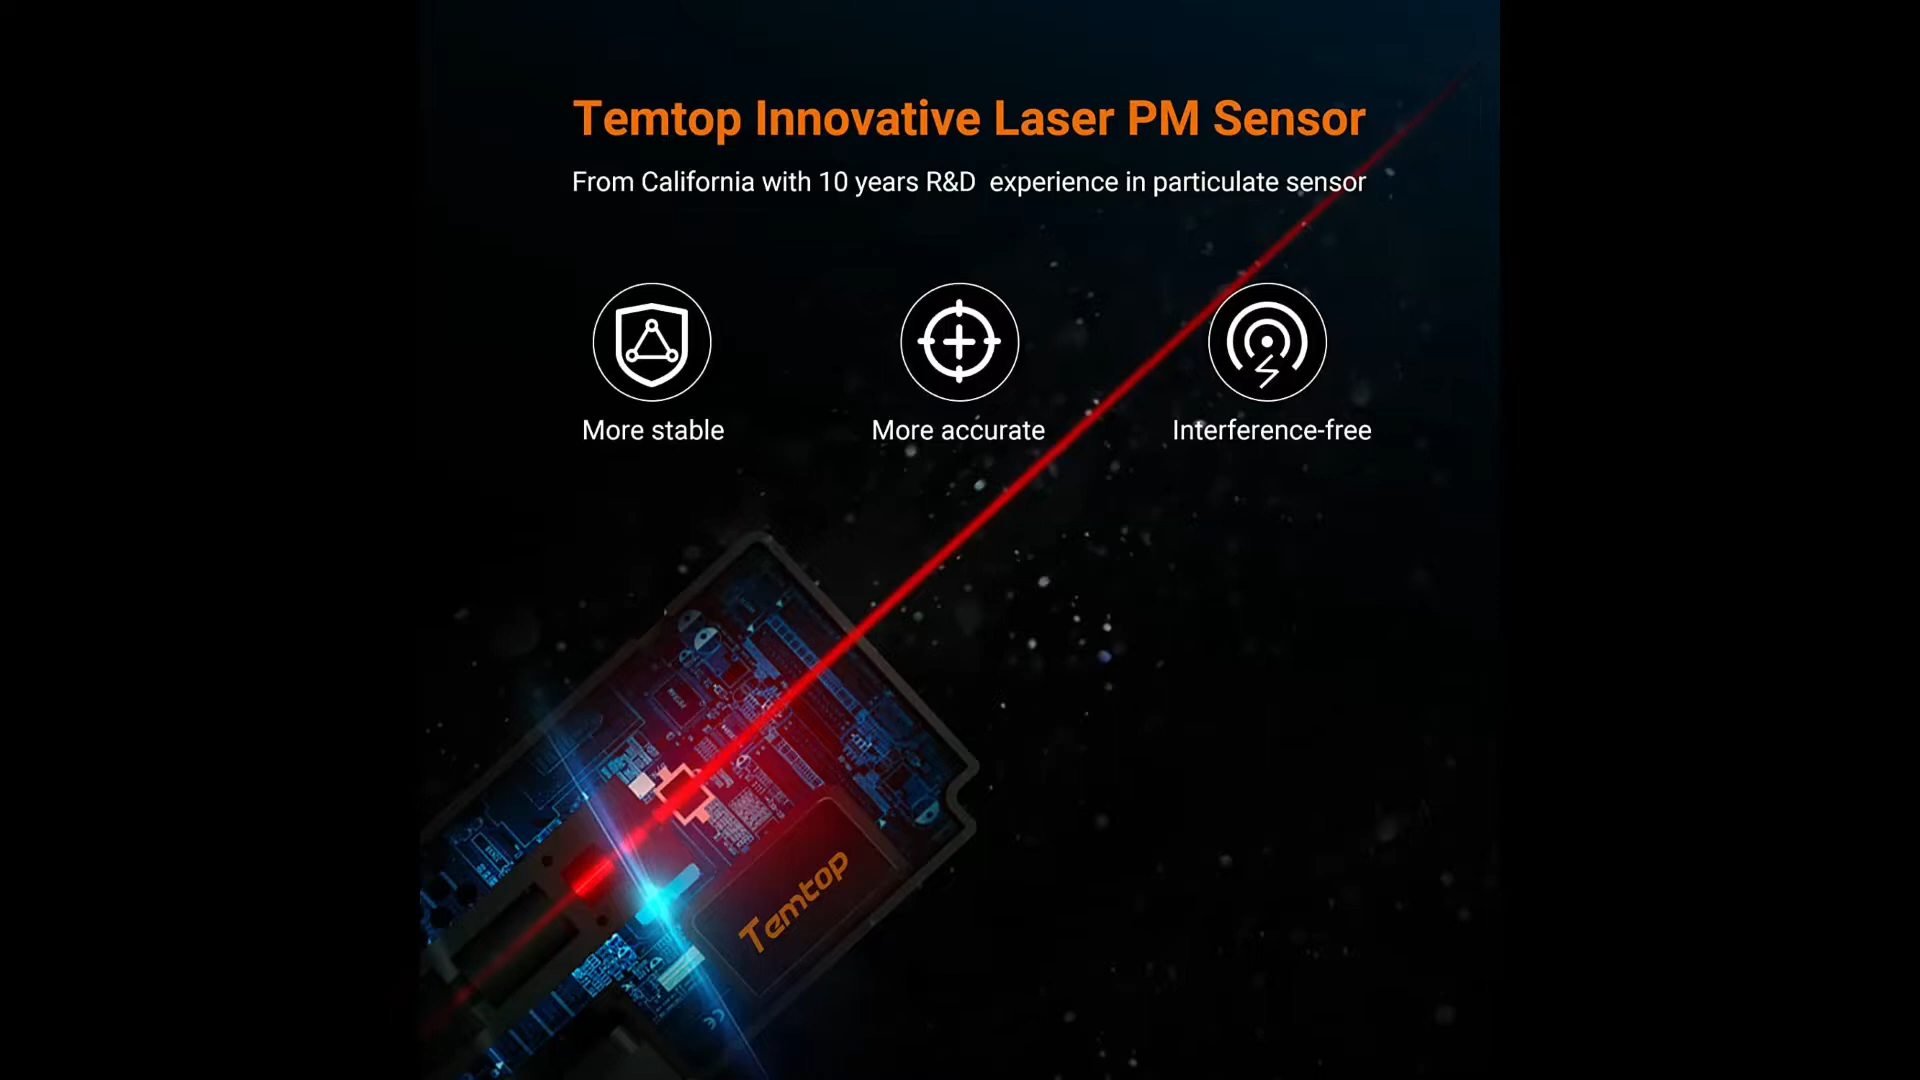 Temtop Innovative Laser PM Sensor
From California with 10 years R&D  experience in particulate sensor
More stable
More accurate
Interference-free
Temtop